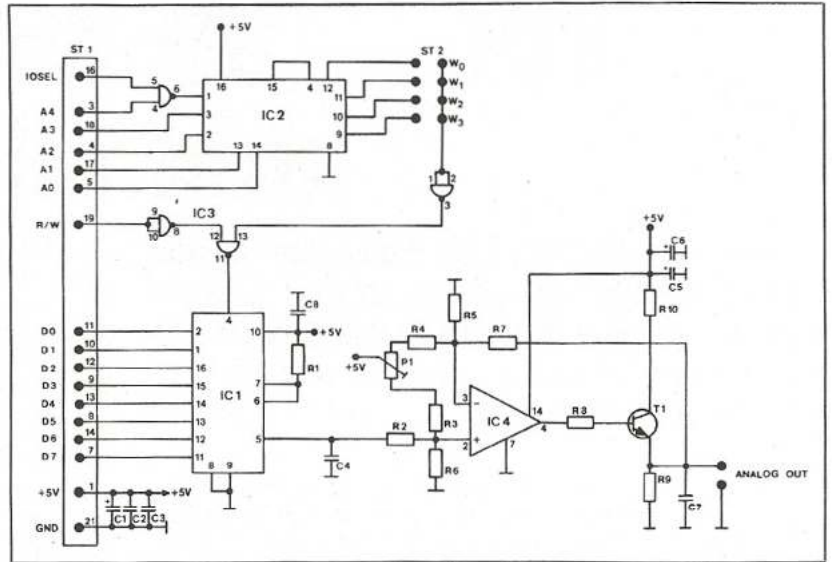 ST 1
IOSEL
16
A4
3
A3
18
A2
4
A1
17
A0
5
R/W
19
D0
11
D1
10
D2
12
D3
9
D4
13
D5
8
D6
14
D7
7
+5V
1
+5V
GND
21
C1
C2
C3
5
4
6
+5V
16
15
4
12
1
3
2
IC2
11
10
9
13
14
8
ST 2
W0
W1
W2
W3
1
2
3
IC3
9
10
8
12
13
11
4
C8
2
1
16
15
14
13
12
11
IC1
10
+5V
R1
7
6
5
8
9
C4
R2
+5V
P1
R4
R5
R7
R3
R6
3
-
+
2
IC4
14
4
7
R8
+5V
C6
C5
R10
T1
R9
C7
ANALOG OUT